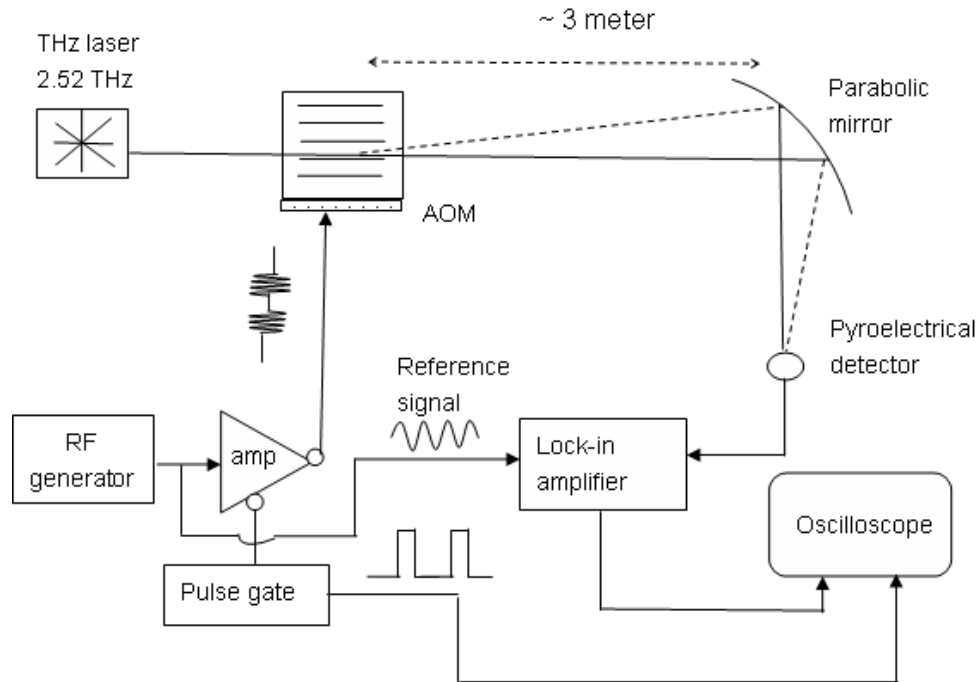 ~ 3 meter
THz laser
2.52 THz
Parabolic
mirror
AOM
Pyroelectrical
detector
Reference
signal
RF
generator
amp
Lock-in
amplifier
Oscilloscope
Pulse gate